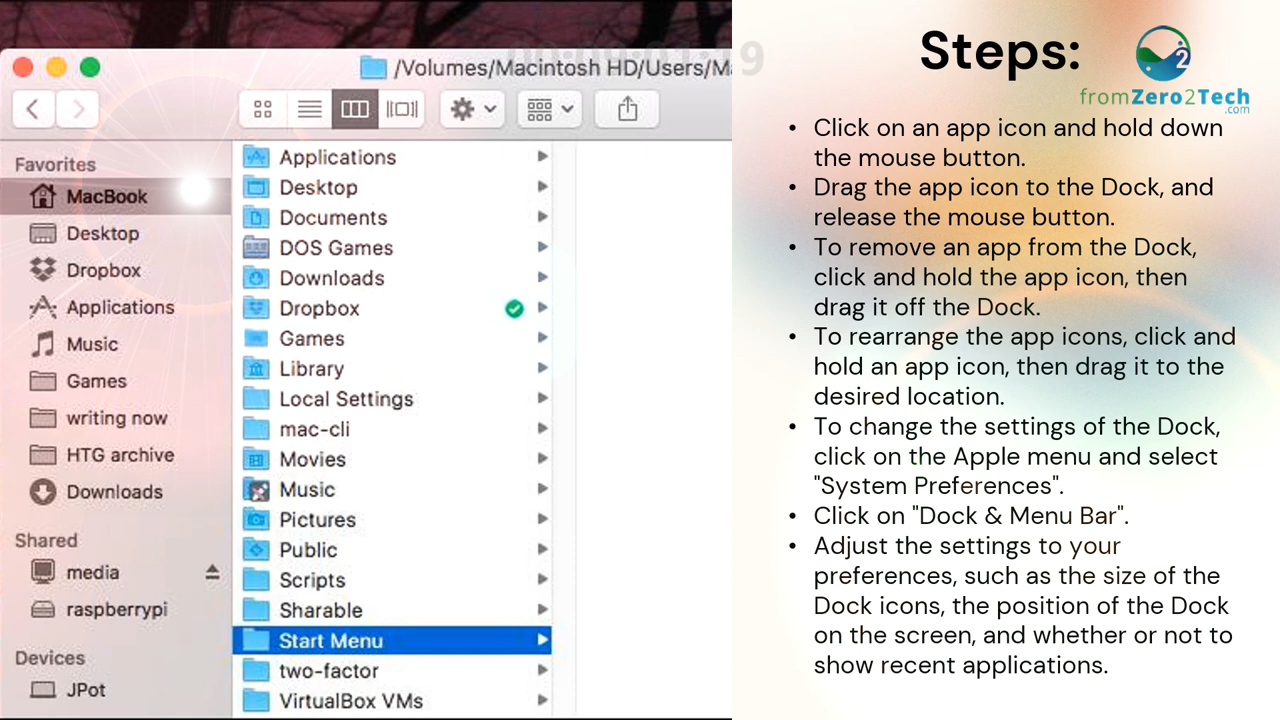 /Volumes/Macintosh HD/Users/M
Favorites
MacBook
Desktop
Dropbox
Applications
Music
Games
writing now
HTG archive
Downloads
Shared
media
raspberrypi
Devices
JPot
Applications
Desktop
Documents
DOS Games
Downloads
Dropbox
Games
Library
Local Settings
mac-cli
Movies
Music
Pictures
Public
Scripts
Sharable
Start Menu
two-factor
VirtualBox VMs
Steps:
2
fromZero2Tech
.com
• Click on an app icon and hold down
the mouse button.
• Drag the app icon to the Dock, and
release the mouse button.
• To remove an app from the Dock,
click and hold the app icon, then
drag it off the Dock.
• To rearrange the app icons, click and
hold an app icon, then drag it to the
desired location.
• To change the settings of the Dock,
click on the Apple menu and select
"System Preferences".
• Click on "Dock & Menu Bar".
• Adjust the settings to your
preferences, such as the size of the
Dock icons, the position of the Dock
on the screen, and whether or not to
show recent applications.